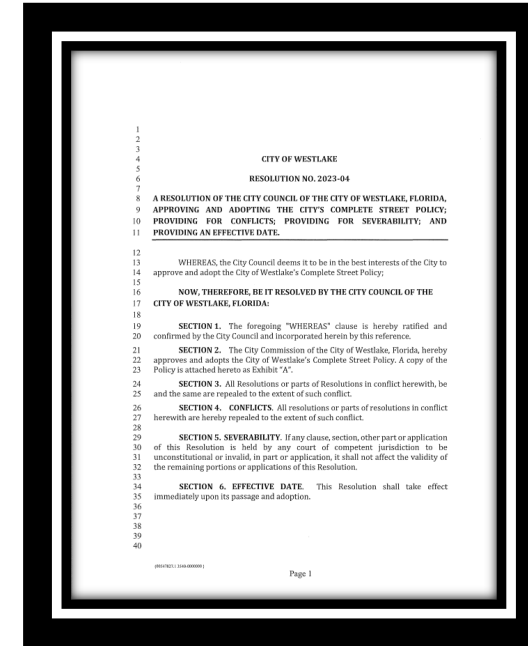 1
2
3
4 CITY OF WESTLAKE
5
6 RESOLUTION NO. 2023-04
7
8 A RESOLUTION OF THE CITY COUNCIL OF THE CITY OF WESTLAKE, FLORIDA,
9 APPROVING AND ADOPTING THE CITY'S COMPLETE STREET POLICY;
10 PROVIDING FOR CONFLICTS; PROVIDING FOR SEVERABILITY; AND
11 PROVIDING AN EFFECTIVE DATE.
12
13 WHEREAS, the City Council deems it to be in the best interests of the City to
14 approve and adopt the City of Westlake's Complete Street Policy;
15
16 NOW, THEREFORE, BE IT RESOLVED BY THE CITY COUNCIL OF THE
17 CITY OF WESTLAKE, FLORIDA:
18
19 SECTION 1. The foregoing "WHEREAS" clause is hereby ratified and
20 confirmed by the City Council and incorporated herein by this reference.
21 SECTION 2. The City Commission of the City of Westlake, Florida, hereby
22 approves and adopts the City of Westlake's Complete Street Policy. A copy of the
23 Policy is attached hereto as Exhibit "A".
24 SECTION 3. All Resolutions or parts of Resolutions in conflict herewith, be
25 and the same are repealed to the extent of such conflict.
26 SECTION 4. CONFLICTS. All resolutions or parts of resolutions in conflict
27 herewith are hereby repealed to the extent of such conflict.
28
29 SECTION 5. SEVERABILITY. If any clause, section, other part or application
30 of this Resolution is held by any court of competent jurisdiction to be
31 unconstitutional or invalid, in part or application, it shall not affect the validity of
32 the remaining portions or applications of this Resolution.
33
34 SECTION 6. EFFECTIVE DATE. This Resolution shall take effect
35 immediately upon its passage and adoption.
36
37
38
39
40
Page 1